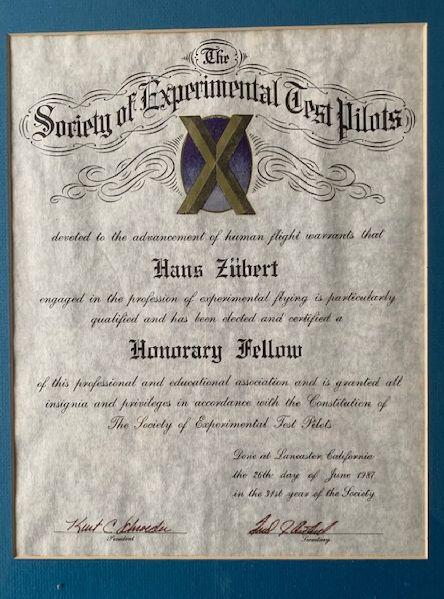 The
Society of Experimental Test Pilots
X
devoted to the advancement of human flight warrants that
Hans Zübert
engaged in the profession of experimental flying is particularly
qualified and has been elected and certified a
Honorary Fellow
of this professional and educational association and is granted all
insignia and privileges in accordance with the Constitution of
The Society of Experimental Test Pilots
Done at Lancaster California
the 26th day of June 1987
in the 31st year of the Society
Kurt C Schroeder
President
Secretary